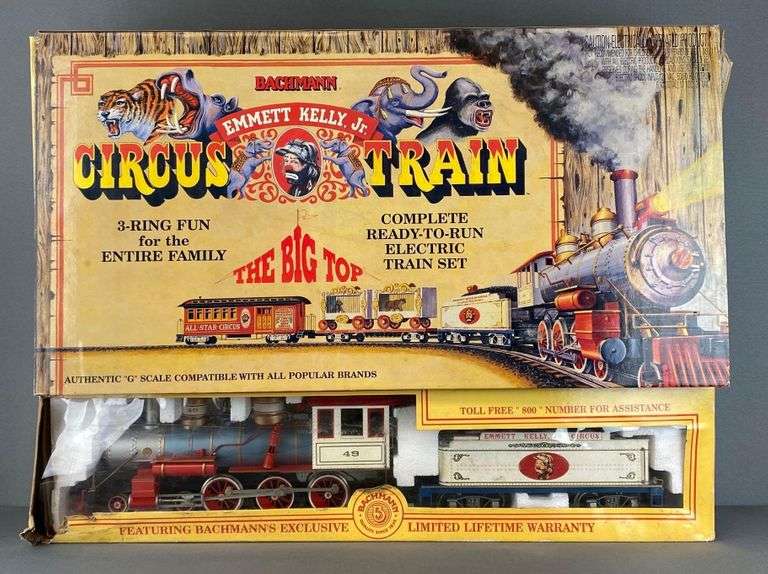 CAUTION: ELECTRIC
BACHMANN
EMMETT KELLY, Jr.
CIRCUS TRAIN
3-RING FUN
for the
ENTIRE FAMILY
COMPLETE
READY-TO-RUN
ELECTRIC
TRAIN SET
THE BIG TOP
ALL STAR CIRCUS
AUTHENTIC "G" SCALE COMPATIBLE WITH ALL POPULAR BRANDS
TOLL FREE "800" NUMBER FOR ASSISTANCE
49
EMMETT KELLY, CIRCUS
BACHMANN
FEATURING BACHMANN'S EXCLUSIVE LIMITED LIFETIME WARRANTY